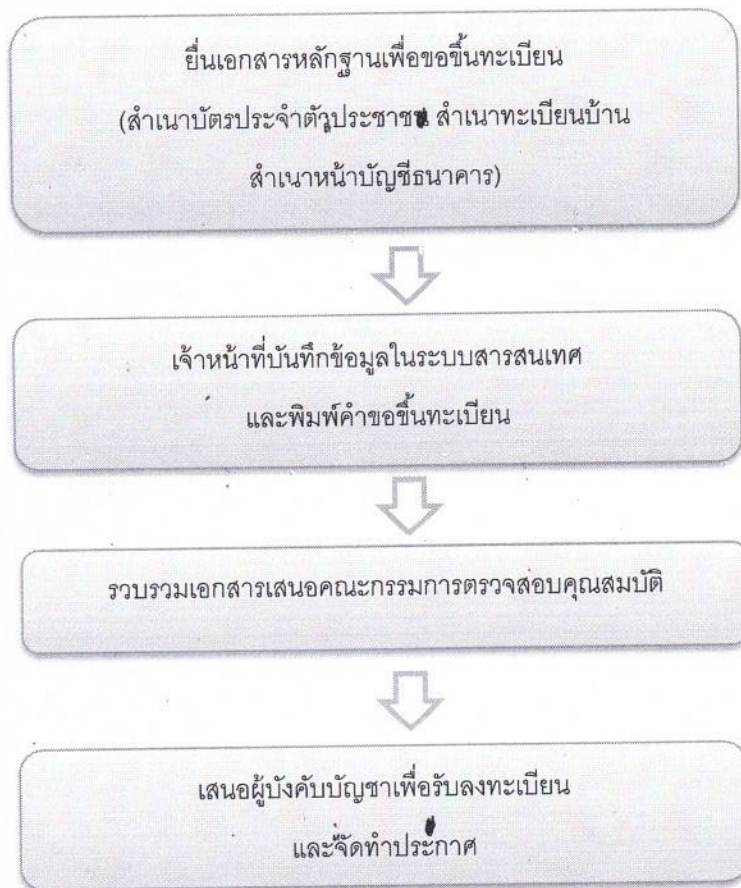 ยื่นเอกสารหลักฐานเพื่อขอขึ้นทะเบียน
(สำเนาบัตรประจำตัวประชาชน สำเนาทะเบียนบ้าน
สำเนาหน้าบัญชีธนาคาร)
เจ้าหน้าที่บันทึกข้อมูลในระบบสารสนเทศ
และพิมพ์คำขอขึ้นทะเบียน
รวบรวมเอกสารเสนอคณะกรรมการตรวจสอบคุณสมบัติ
เสนอผู้บังคับบัญชาเพื่อรับลงทะเบียน
และจัดทำประกาศ